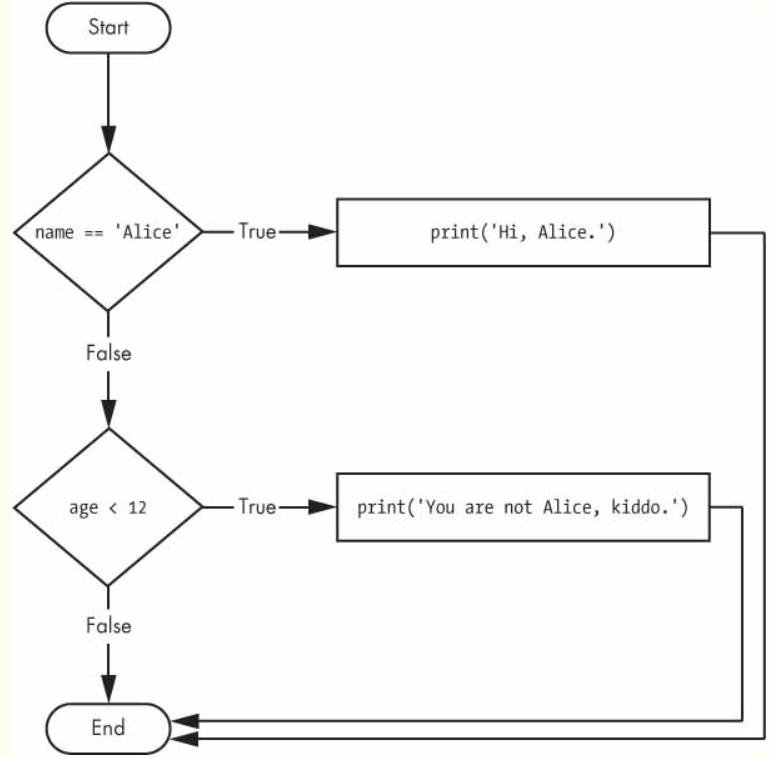 Start
name == 'Alice'
True
print('Hi, Alice.')
False
age < 12
True
print('You are not Alice, kiddo.')
False
End